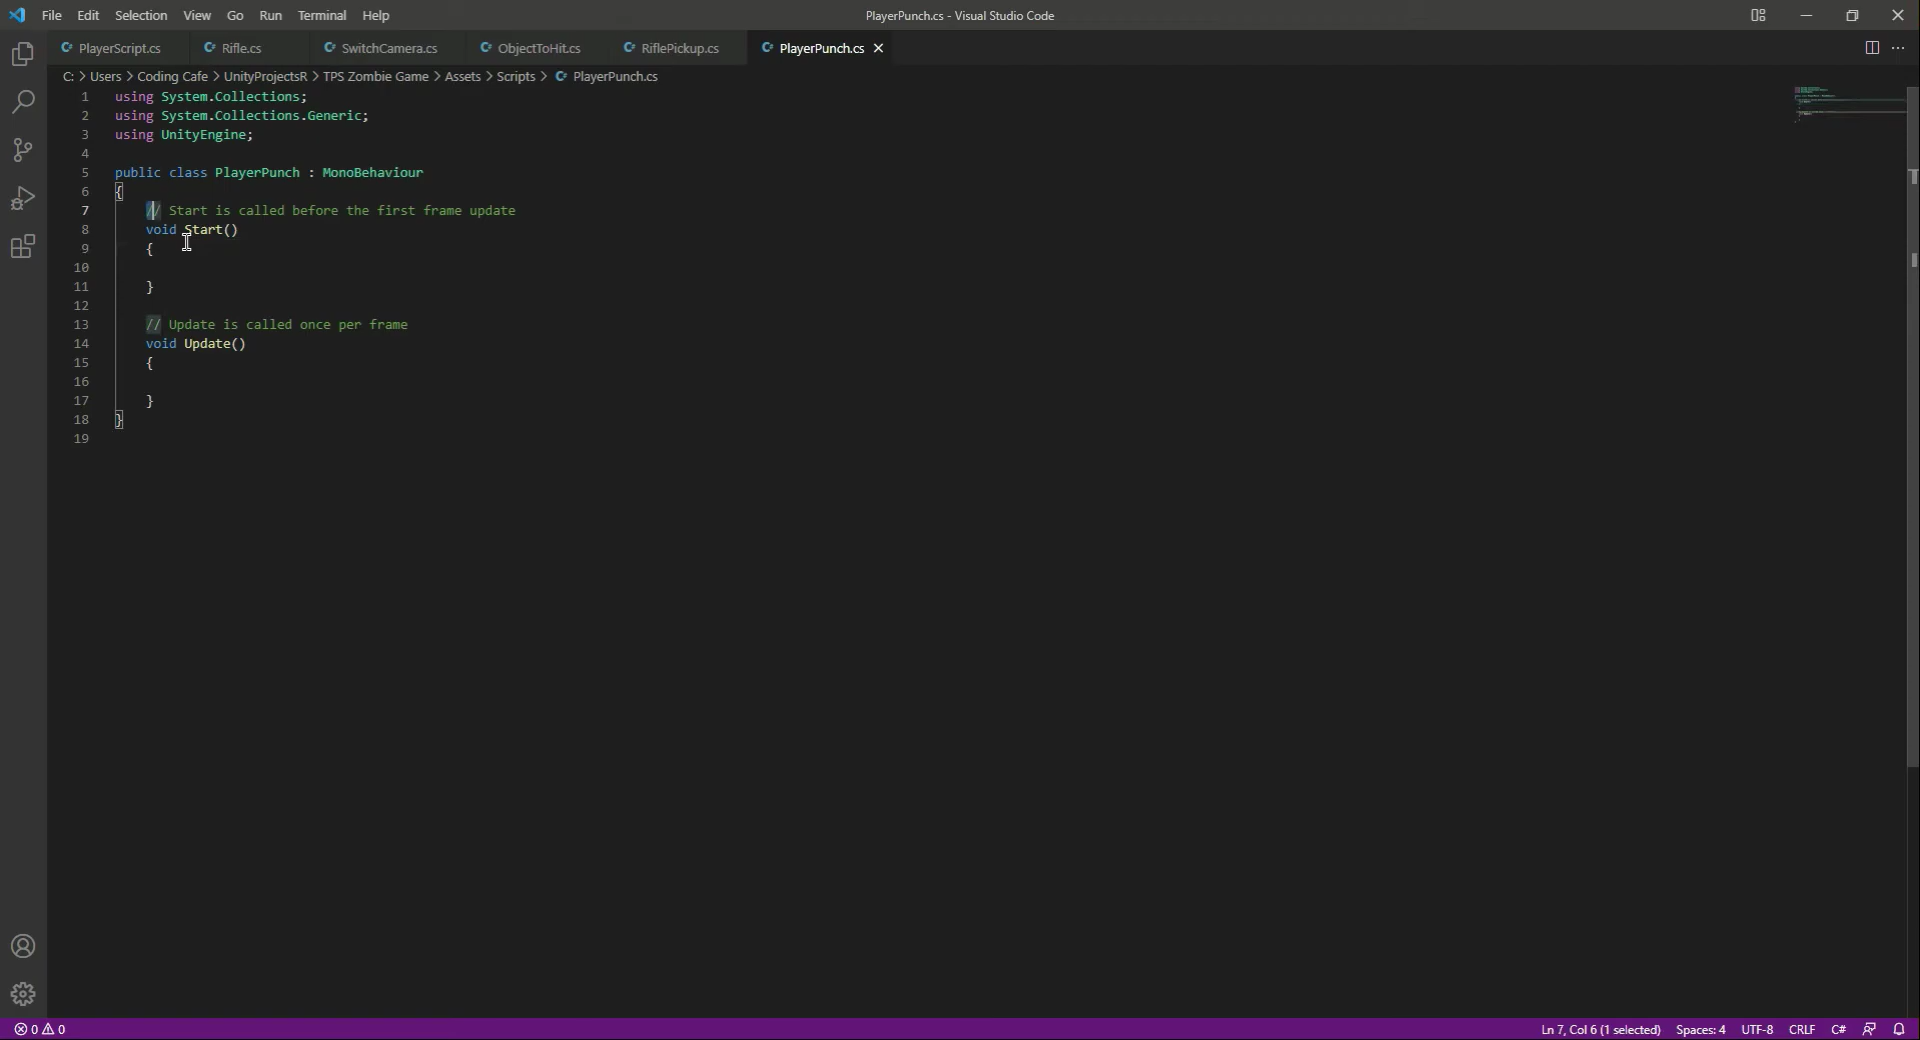 File Edit Selection View Go Run Terminal Help PlayerPunch.cs - Visual Studio Code
PlayerScript.cs Rifle.cs SwitchCamera.cs ObjectToHit.cs RiflePickup.cs PlayerPunch.cs
C: > Users > Coding Cafe > UnityProjectsR > TPS Zombie Game > Assets > Scripts > PlayerPunch.cs
1 using System.Collections;
2 using System.Collections.Generic;
3 using UnityEngine;
4
5 public class PlayerPunch : MonoBehaviour
6 {
7 // Start is called before the first frame update
8 void Start()
9 {
10
11 }
12
13 // Update is called once per frame
14 void Update()
15 {
16
17 }
18 }
19
0 0 Ln 7, Col 6 (1 selected) Spaces: 4 UTF-8 CRLF C#